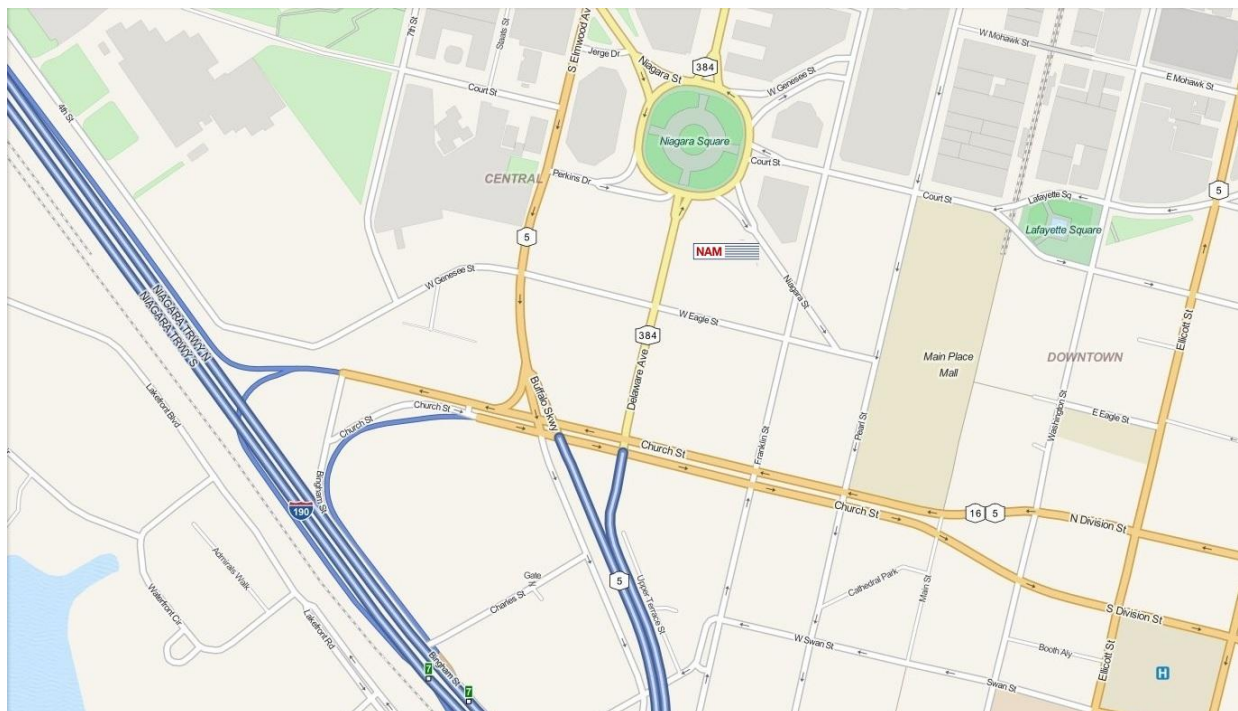 7th St
Staats St
S Elmwood Av
Jerge Dr
Niagara St
384
W Genesee St
W Mohawk St
E Mohawk St
4th St
Court St
Niagara Square
Court St
CENTRAL
Perkins Dr
Court St
Lafayette Sq
5
Lafayette Square
5
NAM
W Genesee St
Niagara St
NIAGARA TRWY N
NIAGARA TRWY S
W Eagle St
384
Ellicott St
Main Place
Mall
DOWNTOWN
Lakefront Blvd
Buffalo Skwy
Delaware Ave
Church St
Church St
Church St
Franklin St
Pearl St
Washington St
E Eagle St
Bingham St
190
Church St
16
5
N Division St
Admirals Walk
Waterfront Cir
Gate
N
Charles St
5
Upper Terrace St
Cathedral Park
Main St
S Division St
Lakefront Rd
W Swan St
Booth Aly
Ellicott St
H
Bingham St
7
7
Swan St